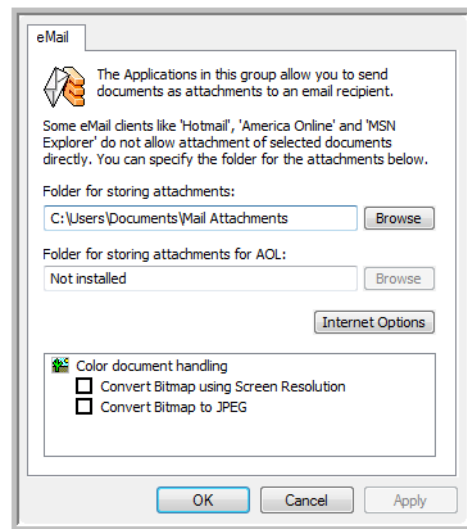 eMail
The Applications in this group allow you to send
documents as attachments to an email recipient.
Some eMail clients like 'Hotmail', 'America Online' and 'MSN
Explorer' do not allow attachment of selected documents
directly. You can specify the folder for the attachments below.
Folder for storing attachments:
C:\Users\Documents\Mail Attachments
Browse
Folder for storing attachments for AOL:
Not installed
Browse
Internet Options
Color document handling
Convert Bitmap using Screen Resolution
Convert Bitmap to JPEG
OK
Cancel
Apply